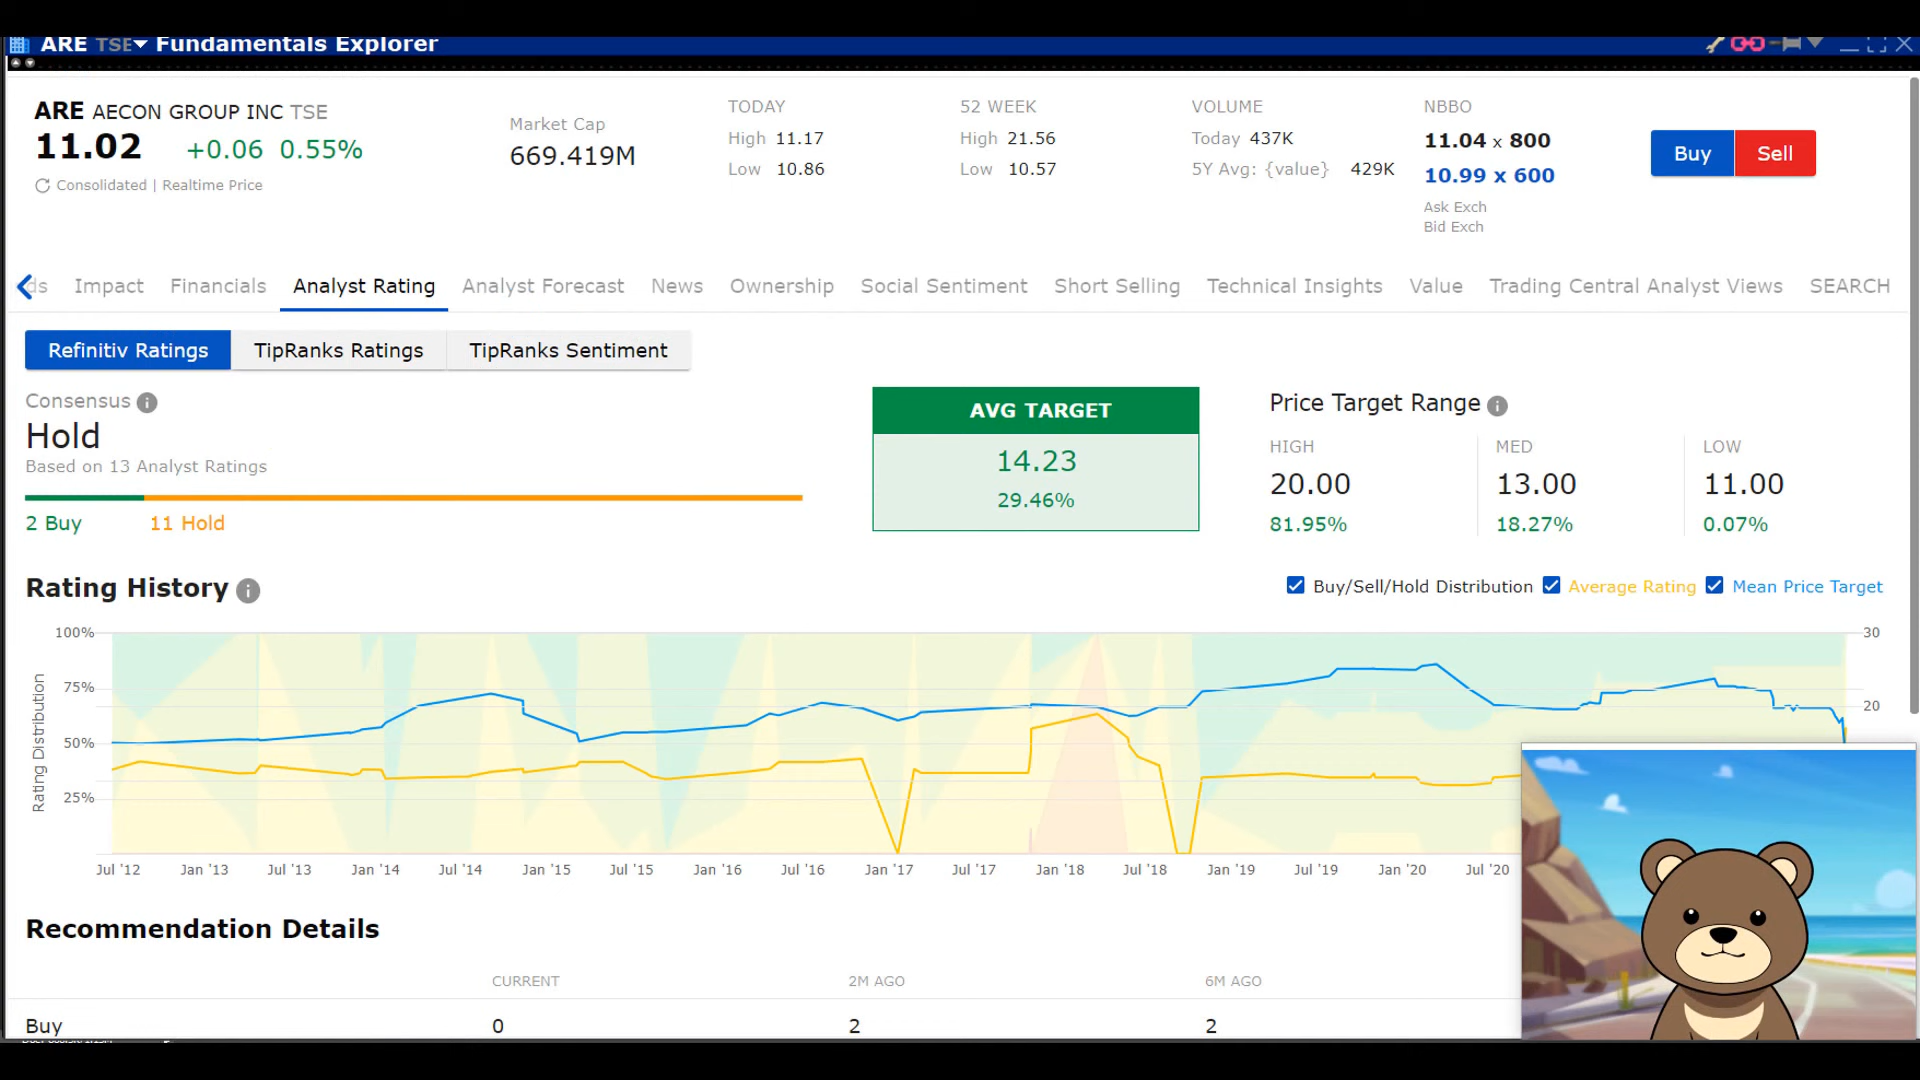 ARE TSE Fundamentals Explorer
ARE AECON GROUP INC TSE
11.02 +0.06 0.55%
Consolidated | Realtime Price
Market Cap
669.419M
TODAY
High 11.17
Low 10.86
52 WEEK
High 21.56
Low 10.57
VOLUME
Today 437K
5Y Avg: {value} 429K
NBBO
11.04 x 800
10.99 x 600
Ask Exch
Bid Exch
Buy Sell
ds Impact Financials Analyst Rating Analyst Forecast News Ownership Social Sentiment Short Selling Technical Insights Value Trading Central Analyst Views SEARCH
Refinitiv Ratings TipRanks Ratings TipRanks Sentiment
Consensus
Hold
Based on 13 Analyst Ratings
2 Buy 11 Hold
AVG TARGET
14.23
29.46%
Price Target Range
HIGH MED LOW
20.00 13.00 11.00
81.95% 18.27% 0.07%
Rating History
Buy/Sell/Hold Distribution Average Rating Mean Price Target
Rating Distribution
100%
75%
50%
25%
30
20
Jul '12 Jan '13 Jul '13 Jan '14 Jul '14 Jan '15 Jul '15 Jan '16 Jul '16 Jan '17 Jul '17 Jan '18 Jul '18 Jan '19 Jul '19 Jan '20 Jul '20
Recommendation Details
CURRENT 2M AGO 6M AGO
Buy 0 2 2